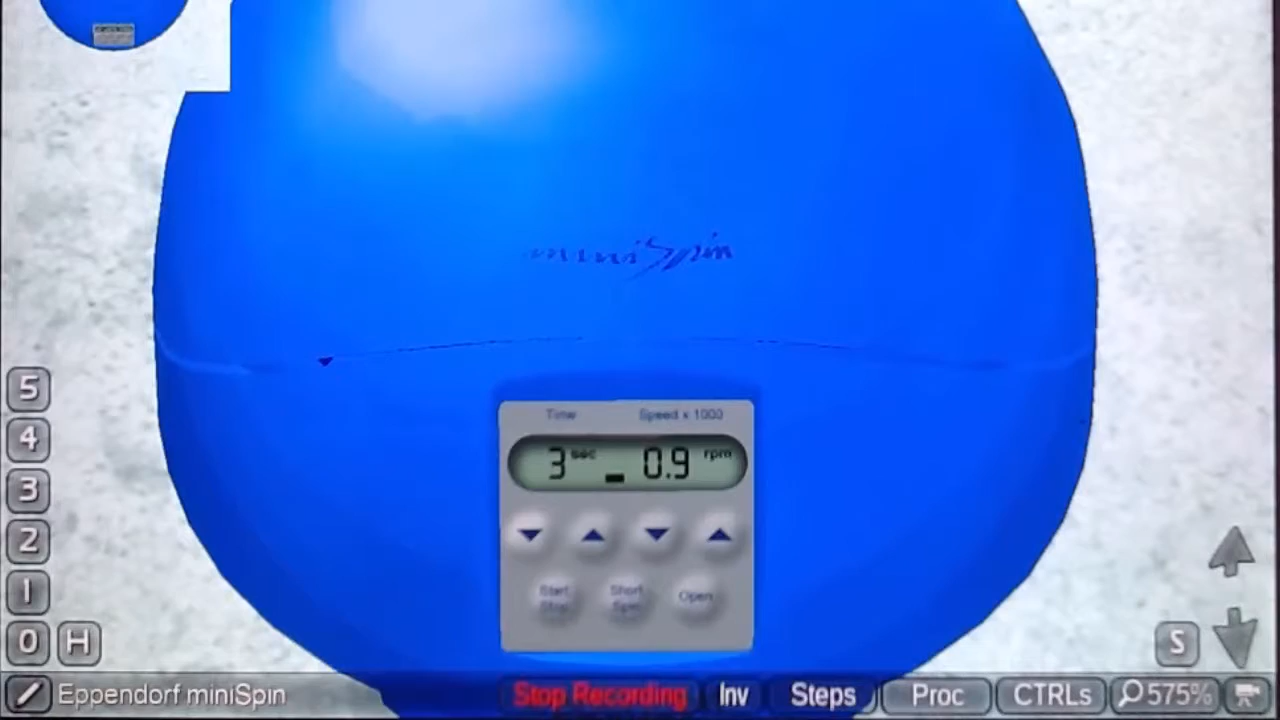 miniSpin
Time Speed x 1000
3 sec 0.9 rpm
Start Stop
Short Spin
Open
5
4
3
2
1
0 H
S
Eppendorf miniSpin Stop Recording Inv Steps Proc CTRLs 575%